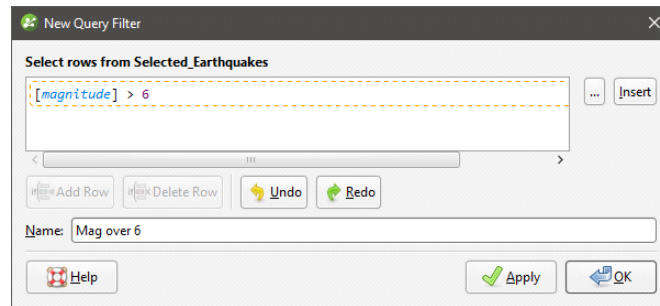 New Query Filter
Select rows from Selected_Earthquakes
[magnitude] > 6
... Insert
Add Row Delete Row Undo Redo
Name: Mag over 6
Help Apply OK